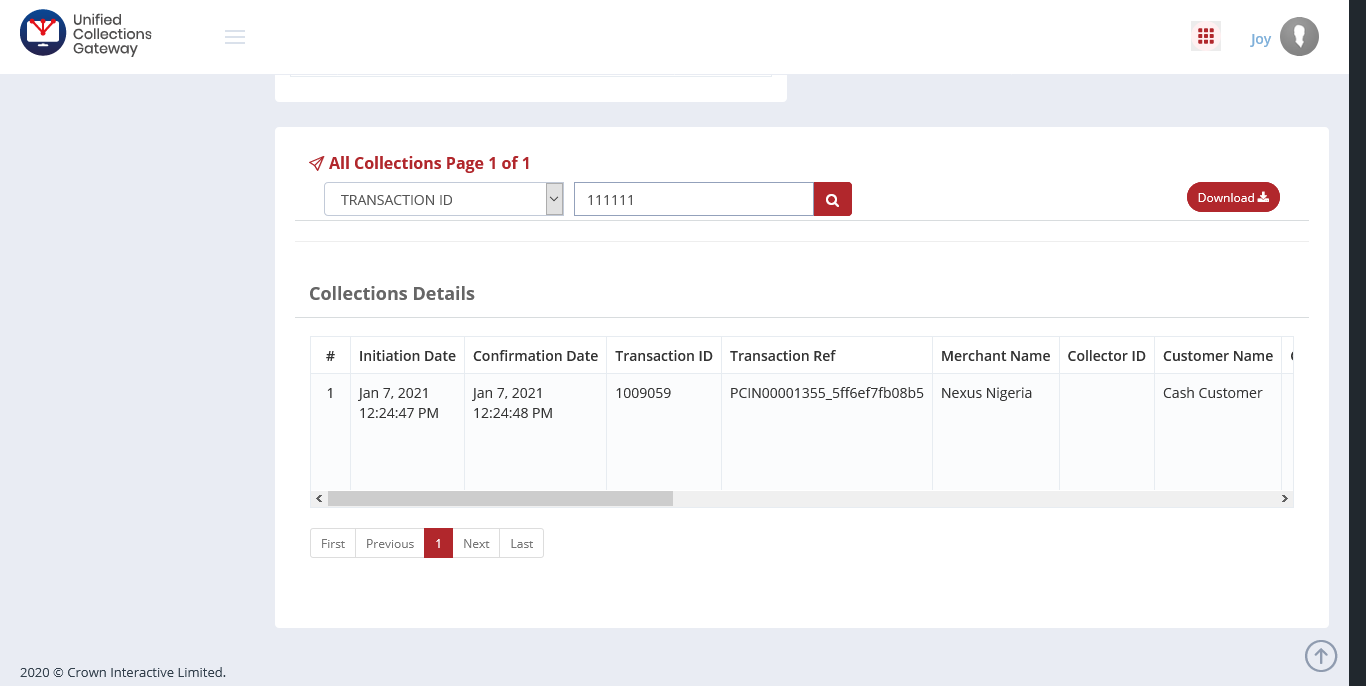 Unified
Collections
Gateway
Joy
All Collections Page 1 of 1
TRANSACTION ID
111111
Download
Collections Details
# Initiation Date Confirmation Date Transaction ID Transaction Ref Merchant Name Collector ID Customer Name
1 Jan 7, 2021 Jan 7, 2021 1009059 PCIN00001355_5ff6ef7fb08b5 Nexus Nigeria Cash Customer
12:24:47 PM 12:24:48 PM
First Previous 1 Next Last
2020 © Crown Interactive Limited.